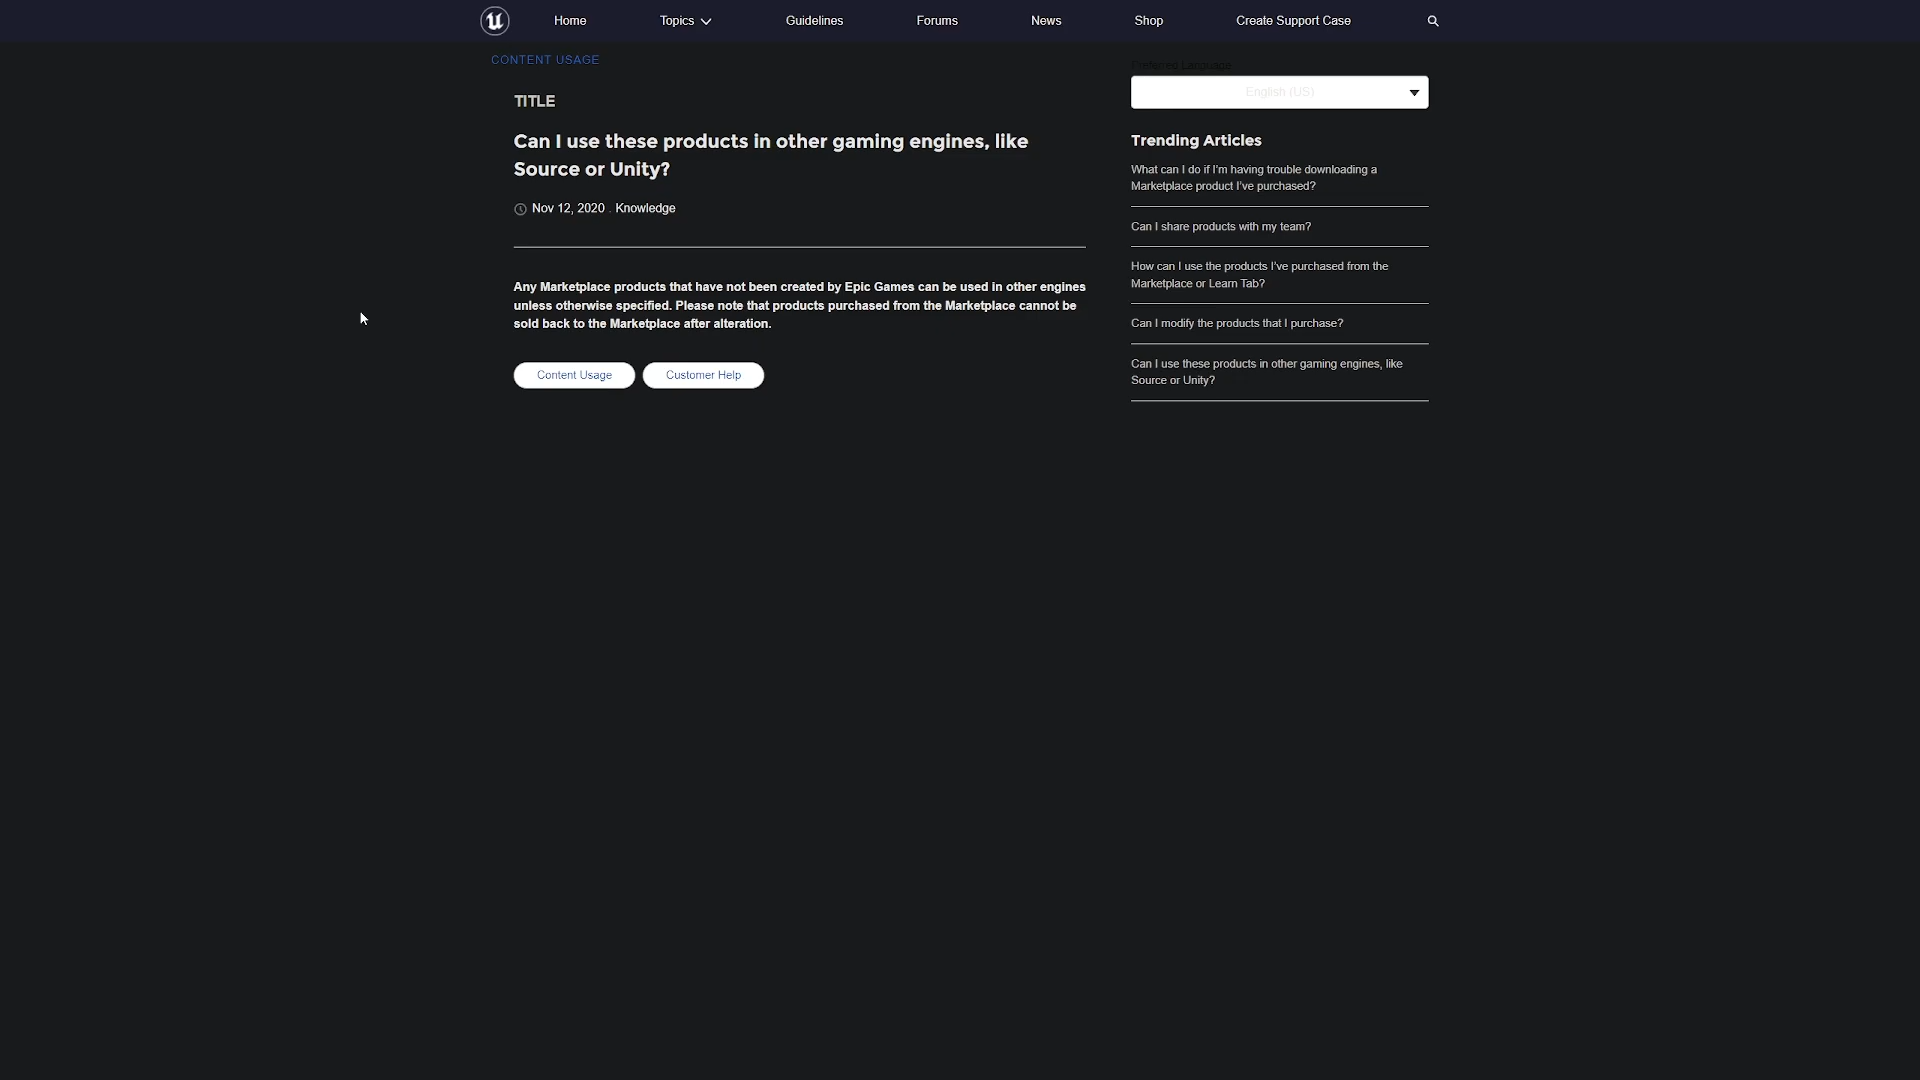 Home
Topics
Guidelines
Forums
News
Shop
Create Support Case
CONTENT USAGE
TITLE
Can I use these products in other gaming engines, like
Source or Unity?
Nov 12, 2020 . Knowledge
Any Marketplace products that have not been created by Epic Games can be used in other engines
unless otherwise specified. Please note that products purchased from the Marketplace cannot be
sold back to the Marketplace after alteration.
Content Usage
Customer Help
Preferred Language
English (US)
Trending Articles
What can I do if I'm having trouble downloading a
Marketplace product I've purchased?
Can I share products with my team?
How can I use the products I've purchased from the
Marketplace or Learn Tab?
Can I modify the products that I purchase?
Can I use these products in other gaming engines, like
Source or Unity?